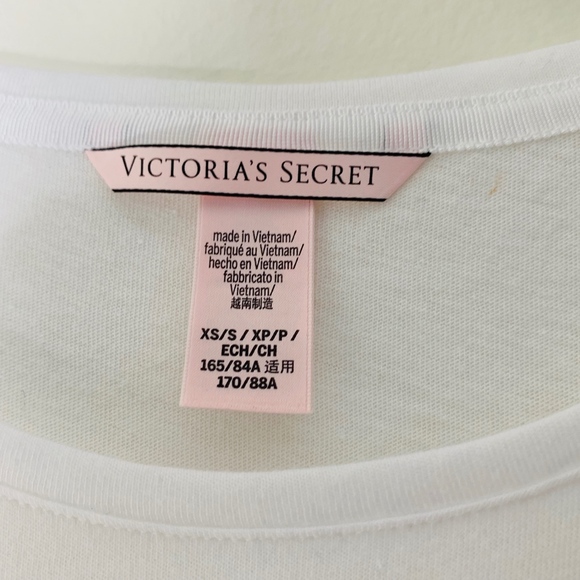 VICTORIA'S SECRET
made in Vietnam/
fabriqué au Vietnam/
hecho en Vietnam/
fabbricato in
Vietnam/
越南制造
XS/S / XP/P /
ECH/CH
165/84A 适用
170/88A